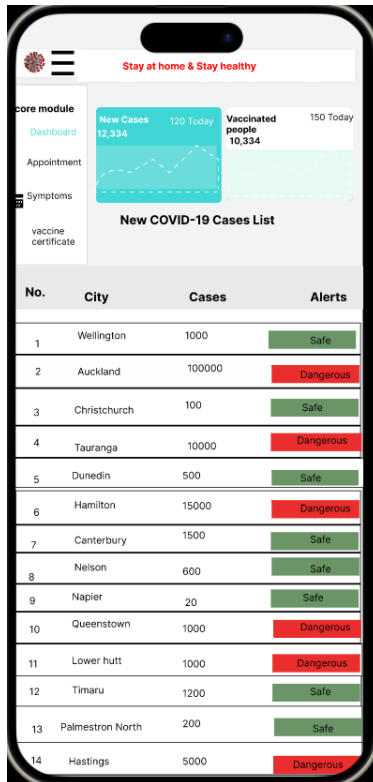 Stay at home & Stay healthy
core module
Dashboard
Appointment
Symptoms
vaccine
certificate
New Cases 120 Today
12,334
Vaccinated 150 Today
people
10,334
New COVID-19 Cases List
No. City Cases Alerts
1 Wellington 1000 Safe
2 Auckland 100000 Dangerous
3 Christchurch 100 Safe
4 Tauranga 10000 Dangerous
5 Dunedin 500 Safe
6 Hamilton 15000 Dangerous
7 Canterbury 1500 Safe
8 Nelson 600 Safe
9 Napier 20 Safe
10 Queenstown 1000 Dangerous
11 Lower hutt 1000 Dangerous
12 Timaru 1200 Safe
13 Palmestron North 200 Safe
14 Hastings 5000 Dangerous